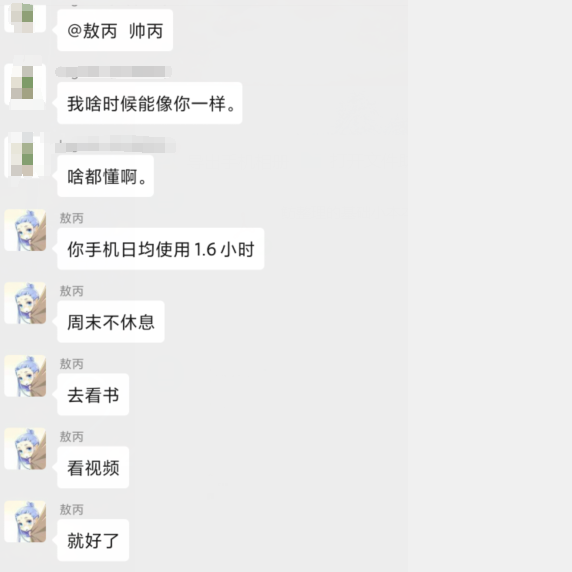 @敖丙 帅丙
我啥时候能像你一样。
啥都懂啊。
敖丙
你手机日均使用1.6小时
敖丙
周末不休息
敖丙
去看书
敖丙
看视频
敖丙
就好了